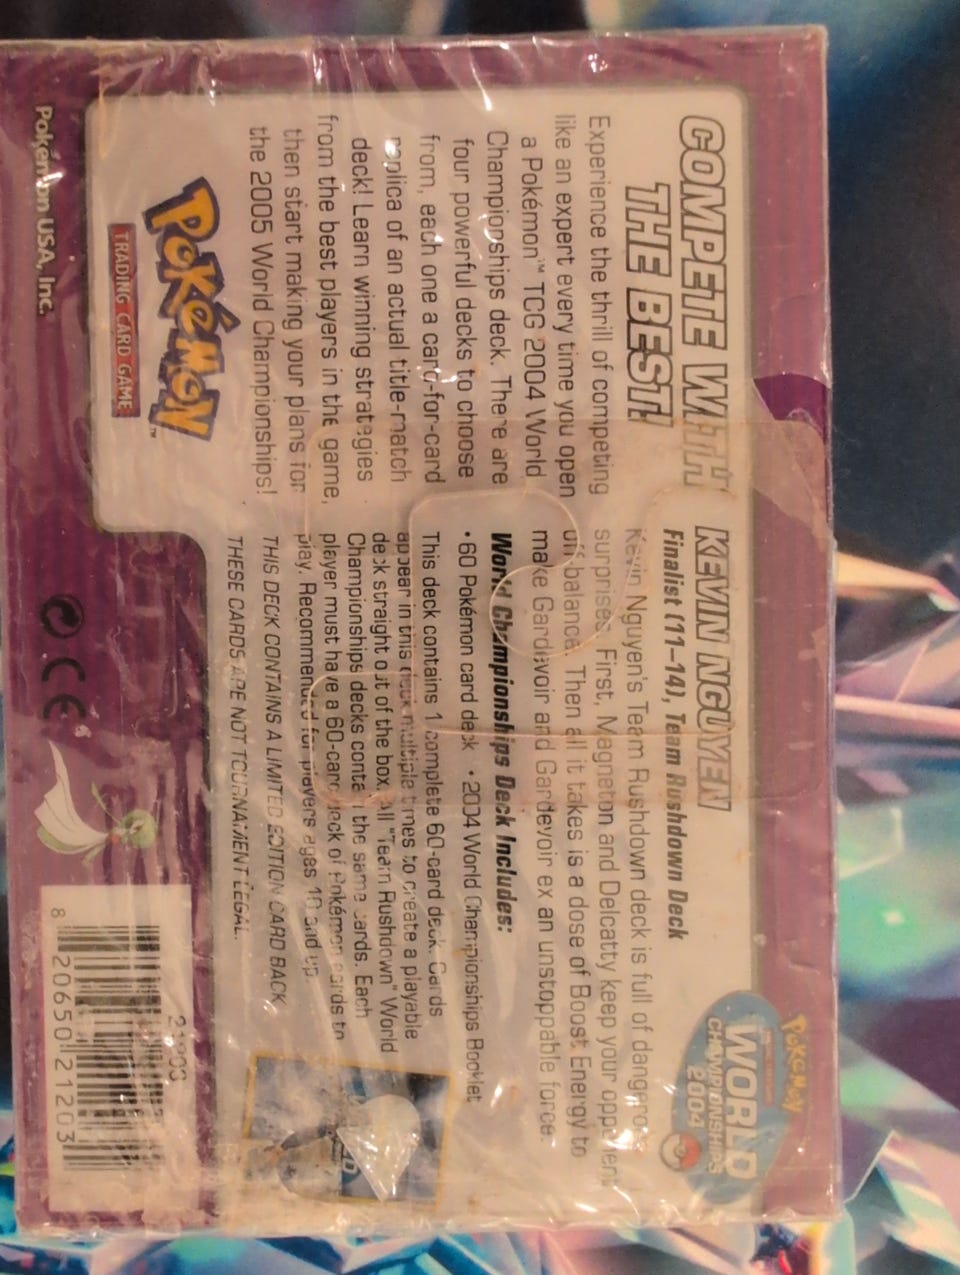 COMPETE WITH
THE BEST!
Experience the thrill of competing
like an expert every time you open
a Pokémon™ TCG 2004 World
Championships deck. There are
four powerful decks to choose
from, each one a card-for-card
replica of an actual title-match
deck! Learn winning strategies
from the best players in the game,
then start making your plans for
the 2005 World Championships!
POKéMON™
TRADING CARD GAME
Pokémon USA, Inc.
KEVIN NGUYEN
Finalist (11–14), Team Rushdown Deck
Kevin Nguyen's Team Rushdown deck is full of dangerous
surprises. First, Magneton and Delcatty keep your opponent
off balance. Then all it takes is a dose of Boost Energy to
make Gardevoir and Gardevoir ex an unstoppable force.
World Championships Deck Includes:
• 60 Pokémon card deck • 2004 World Championships Booklet
This deck contains 1 complete 60-card deck. Cards
appear in this deck multiple times to create a playable
deck straight out of the box. All "Team Rushdown" World
Championships decks contain the same cards. Each
player must have a 60-card deck of Pokémon cards to
play. Recommended for players ages 10 and up.
THIS DECK CONTAINS A LIMITED EDITION CARD BACK.
THESE CARDS ARE NOT TOURNAMENT LEGAL.
CE
POKéMON
WORLD
CHAMPIONSHIPS
2004
8 20650 21203